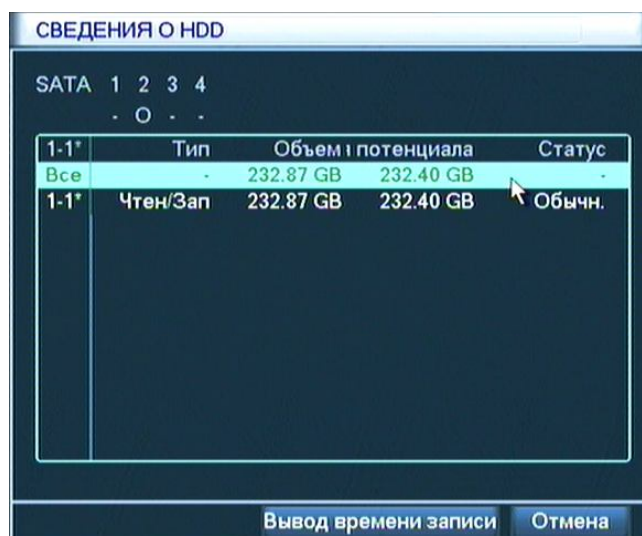 СВЕДЕНИЯ О HDD
SATA 1 2 3 4
- O - -
1-1* Тип Объем потенциала Статус
Все - 232.87 GB 232.40 GB -
1-1* Чтен/Зап 232.87 GB 232.40 GB Обычн.
Вывод времени записи Отмена